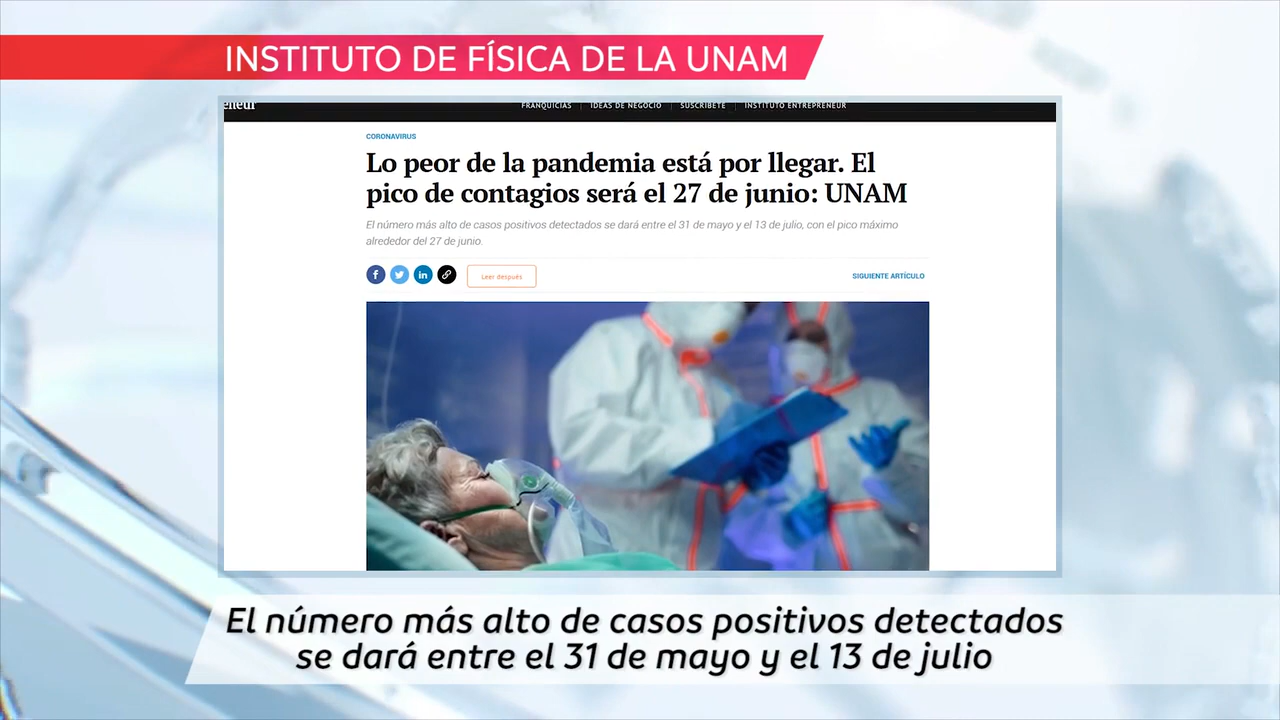 INSTITUTO DE FÍSICA DE LA UNAM
FRANQUICIAS IDEAS DE NEGOCIO SUSCRÍBETE INSTITUTO ENTREPRENEUR
CORONAVIRUS
Lo peor de la pandemia está por llegar. El
pico de contagios será el 27 de junio: UNAM
El número más alto de casos positivos detectados se dará entre el 31 de mayo y el 13 de julio, con el pico máximo
alrededor del 27 de junio.
f in Leer después SIGUIENTE ARTÍCULO
El número más alto de casos positivos detectados
se dará entre el 31 de mayo y el 13 de julio